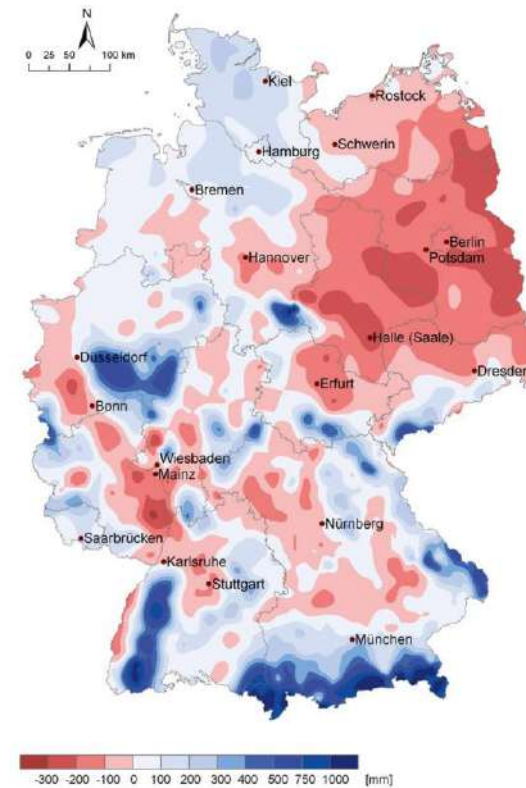 N
0 25 50 100 km
Kiel
Rostock
Schwerin
Hamburg
Bremen
Berlin
Hannover
Potsdam
Halle (Saale)
Düsseldorf
Dresden
Erfurt
Bonn
Wiesbaden
Mainz
Nürnberg
Saarbrücken
Karlsruhe
Stuttgart
München
-300 -200 -100 0 100 200 300 400 500 750 1000 [mm]